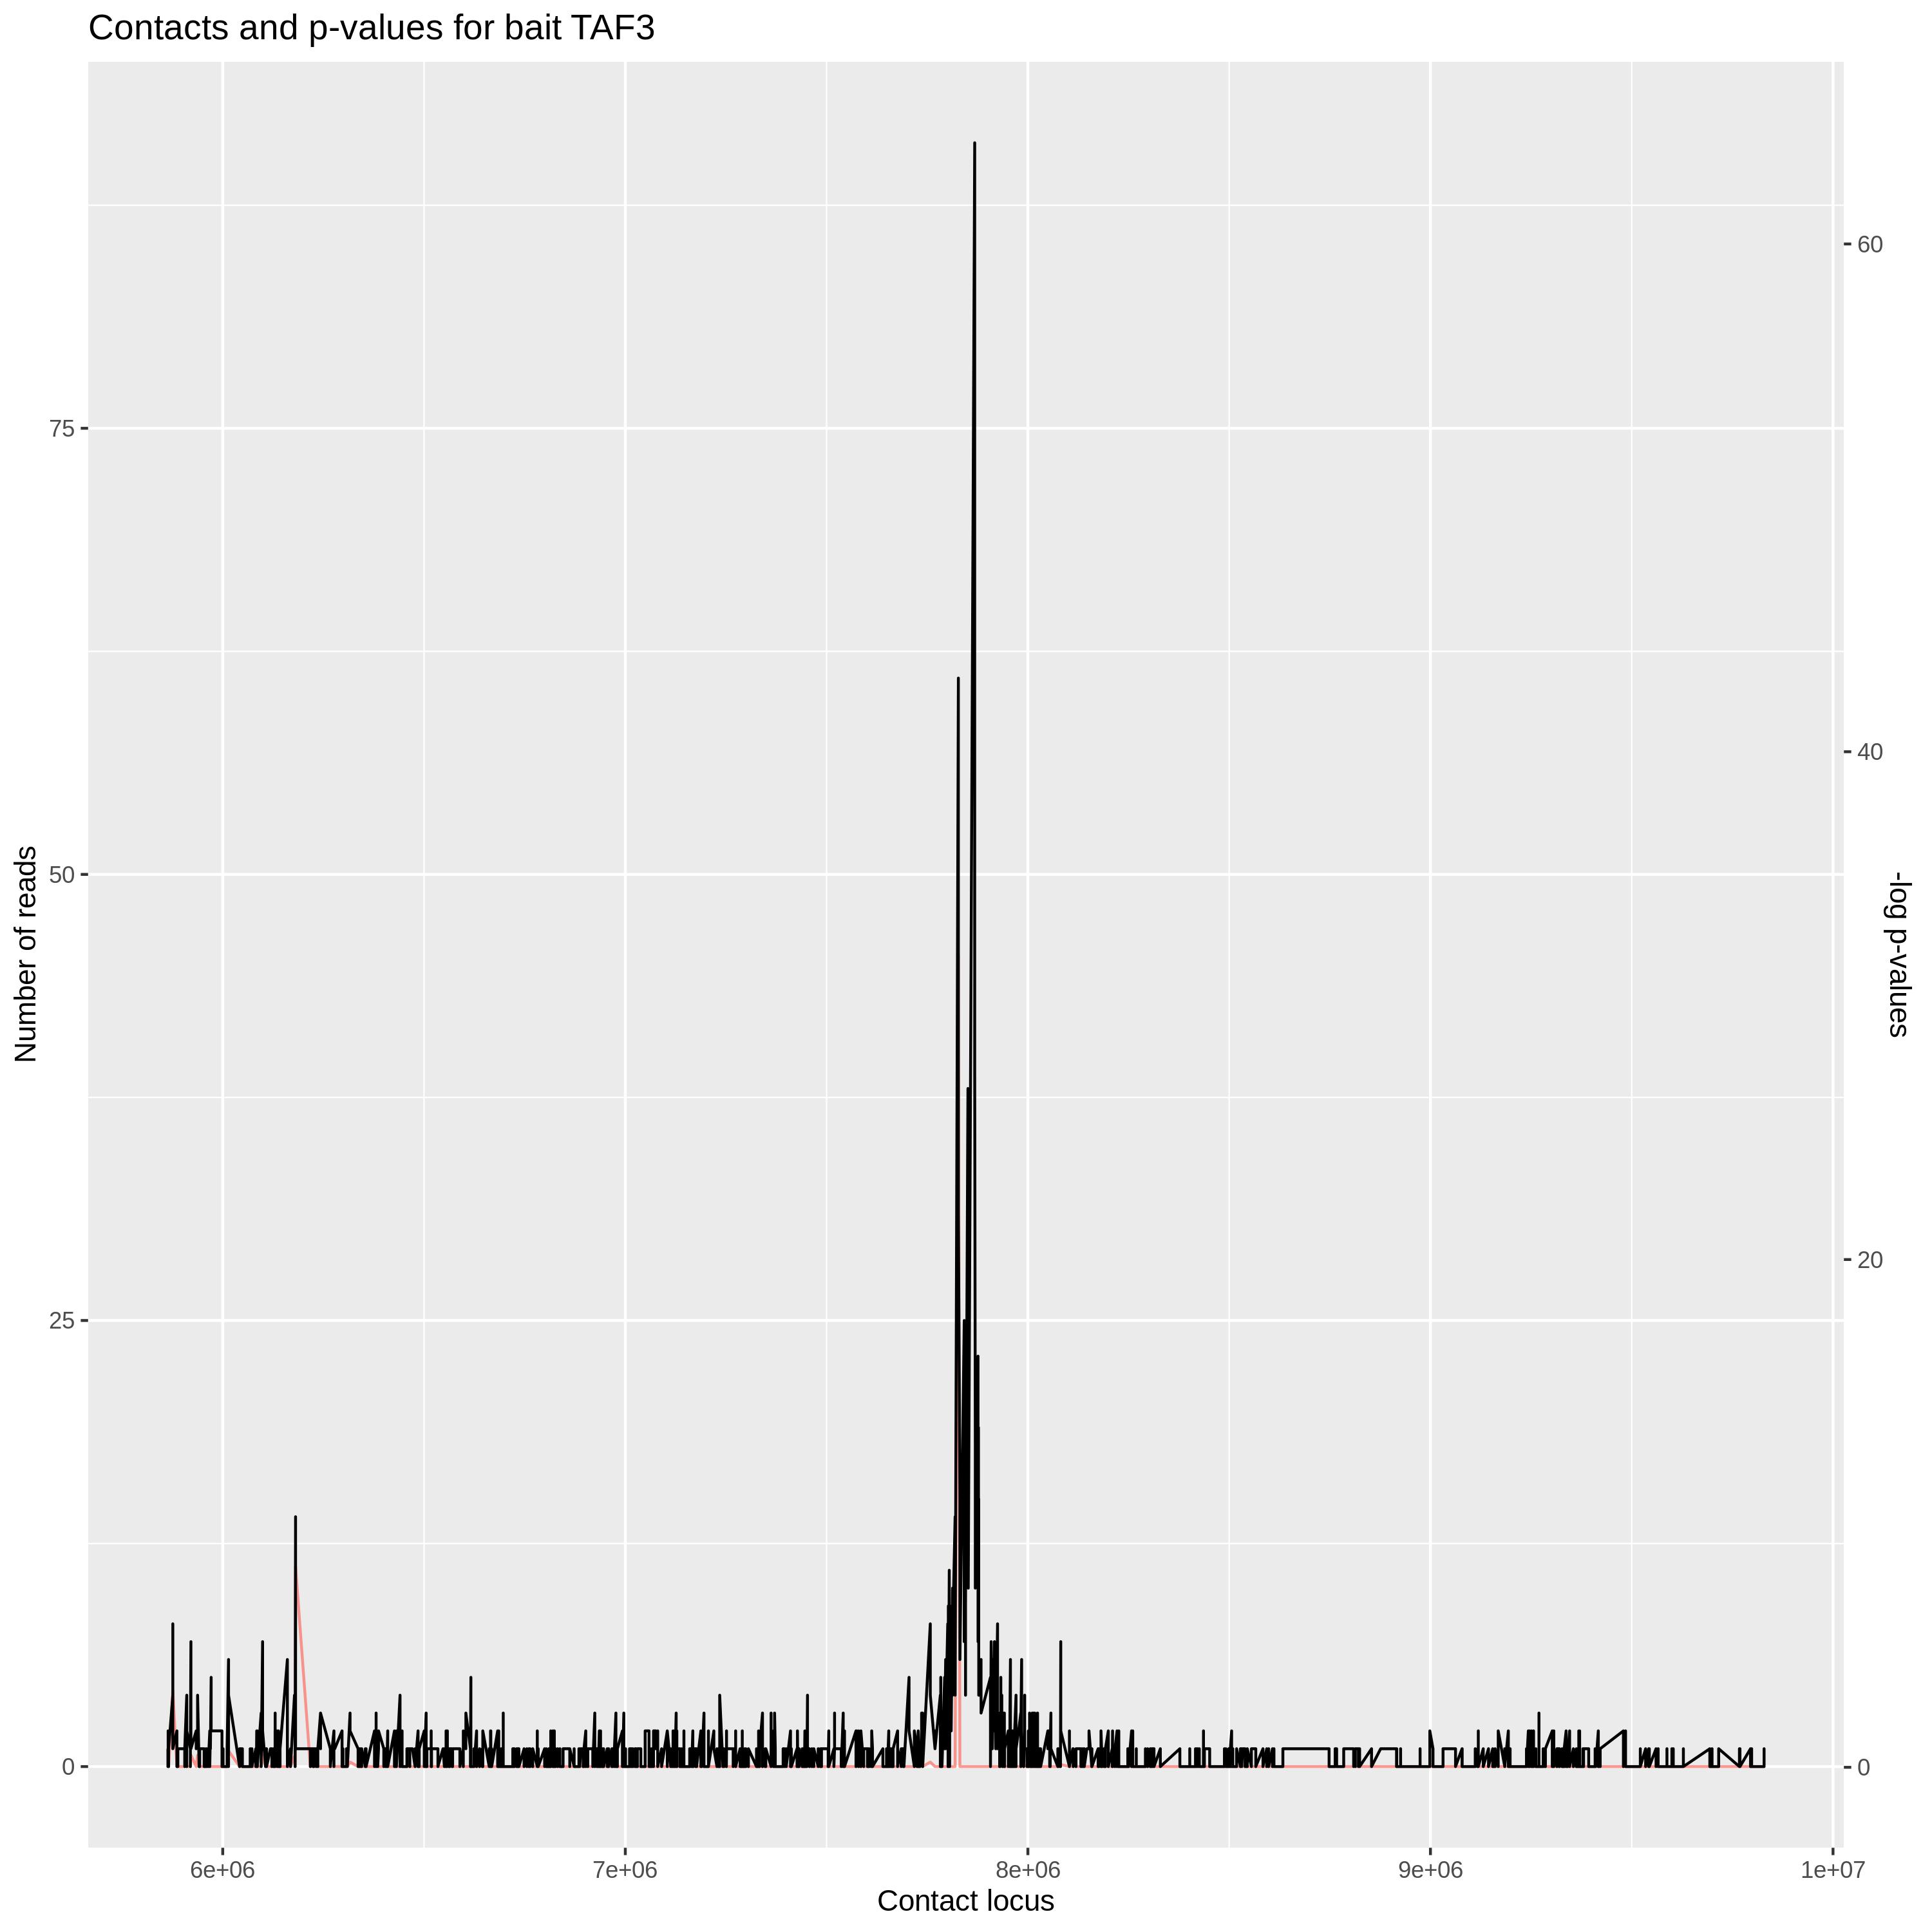 Contacts and p-values for bait TAF3
75
50
25
0
Number of reads
60
40
20
0
-log p-values
6e+06
7e+06
8e+06
9e+06
1e+07
Contact locus